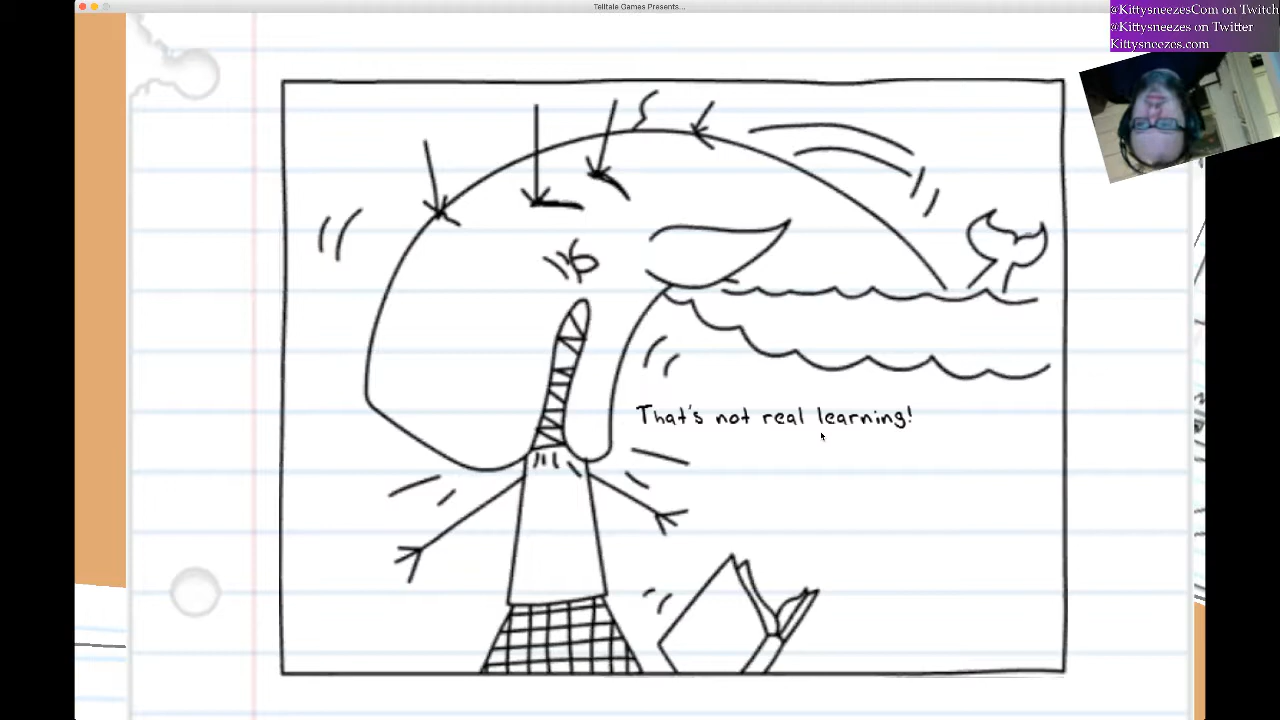 Telltale Games Presents...
@KittysneezesCom on Twitch
@Kittysneezes on Twitter
Kittysneezes.com
That's not real learning!